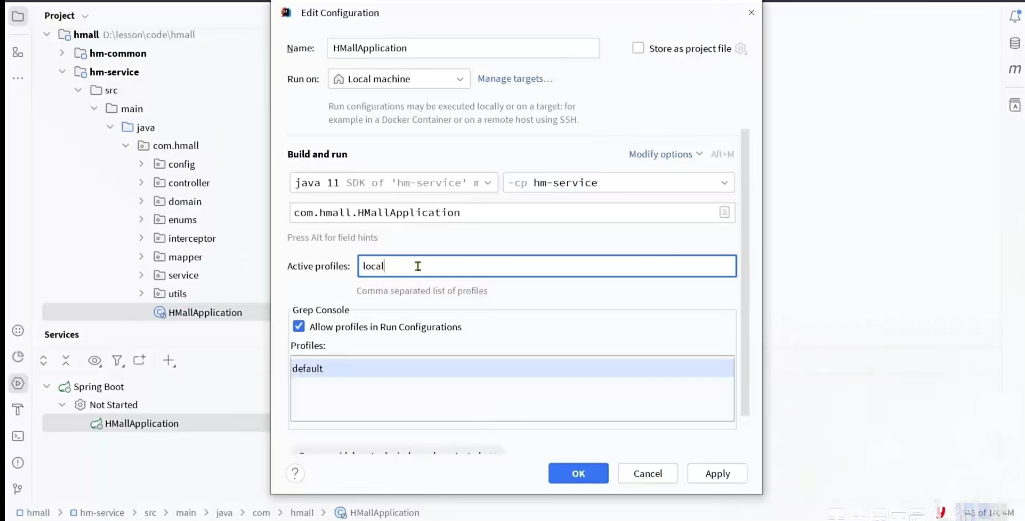 Project
Edit Configuration
hmall D:\lesson\code\hmall
hm-common
hm-service
src
main
java
com.hmall
config
controller
domain
enums
interceptor
mapper
service
utils
HMallApplication
Name: HMallApplication
Store as project file
Run on: Local machine Manage targets...
Run configurations may be executed locally or on a target: for
example in a Docker Container or on a remote host using SSH.
Build and run
Modify options Alt+M
java 11 SDK of 'hm-service' m
-cp hm-service
com.hmall.HMallApplication
Press Alt for field hints
Active profiles: local
Comma separated list of profiles
Grep Console
Allow profiles in Run Configurations
Profiles:
default
OK
Cancel
Apply
Services
Spring Boot
Not Started
HMallApplication
hmall > hm-service > src > main > java > com > hmall > HMallApplication